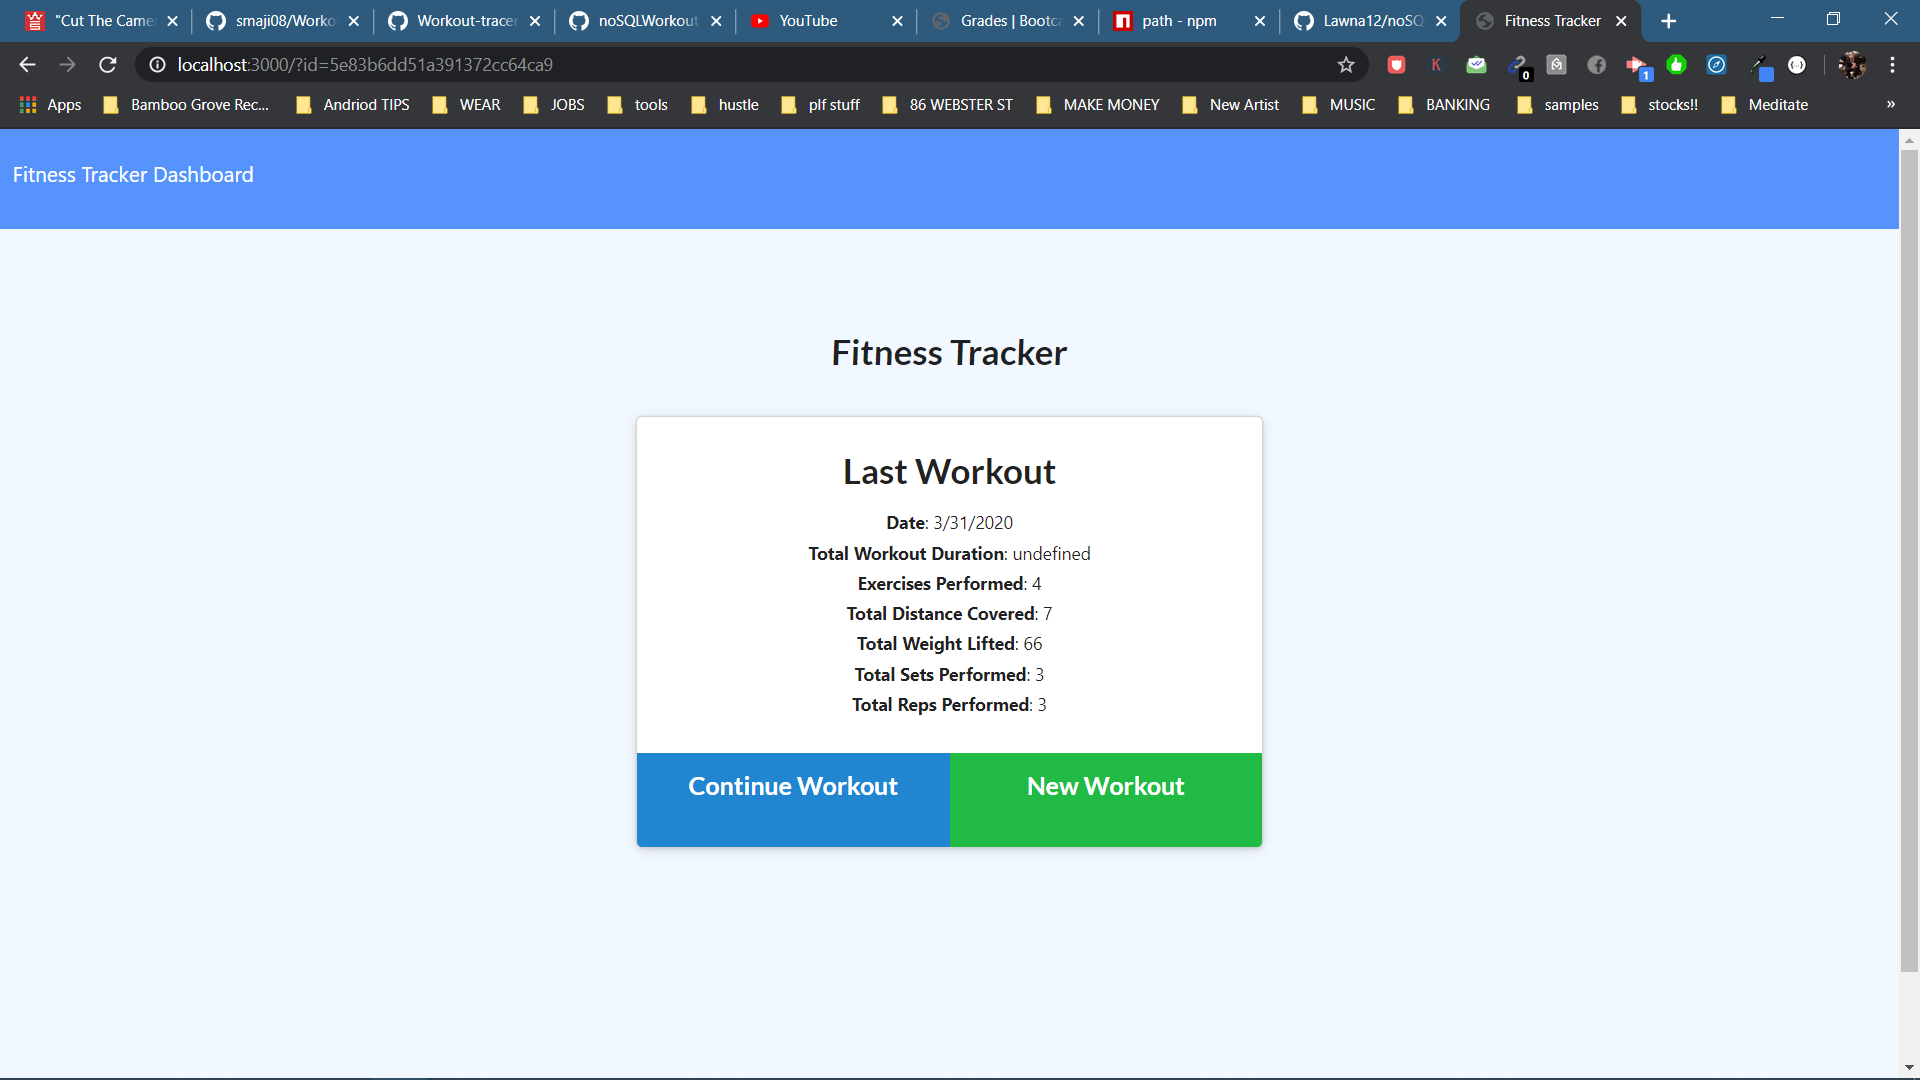 "Cut The Came
smaji08/Worko
Workout-tracer
noSQLWorkout
YouTube
Grades | Bootca
path - npm
Lawna12/noSQ
Fitness Tracker
localhost:3000/?id=5e83b6dd51a391372cc64ca9
K
0
1
Apps
Bamboo Grove Rec...
Andriod TIPS
WEAR
JOBS
tools
hustle
plf stuff
86 WEBSTER ST
MAKE MONEY
New Artist
MUSIC
BANKING
samples
stocks!!
Meditate
»
Fitness Tracker Dashboard
Fitness Tracker
Last Workout
Date: 3/31/2020
Total Workout Duration: undefined
Exercises Performed: 4
Total Distance Covered: 7
Total Weight Lifted: 66
Total Sets Performed: 3
Total Reps Performed: 3
Continue Workout
New Workout